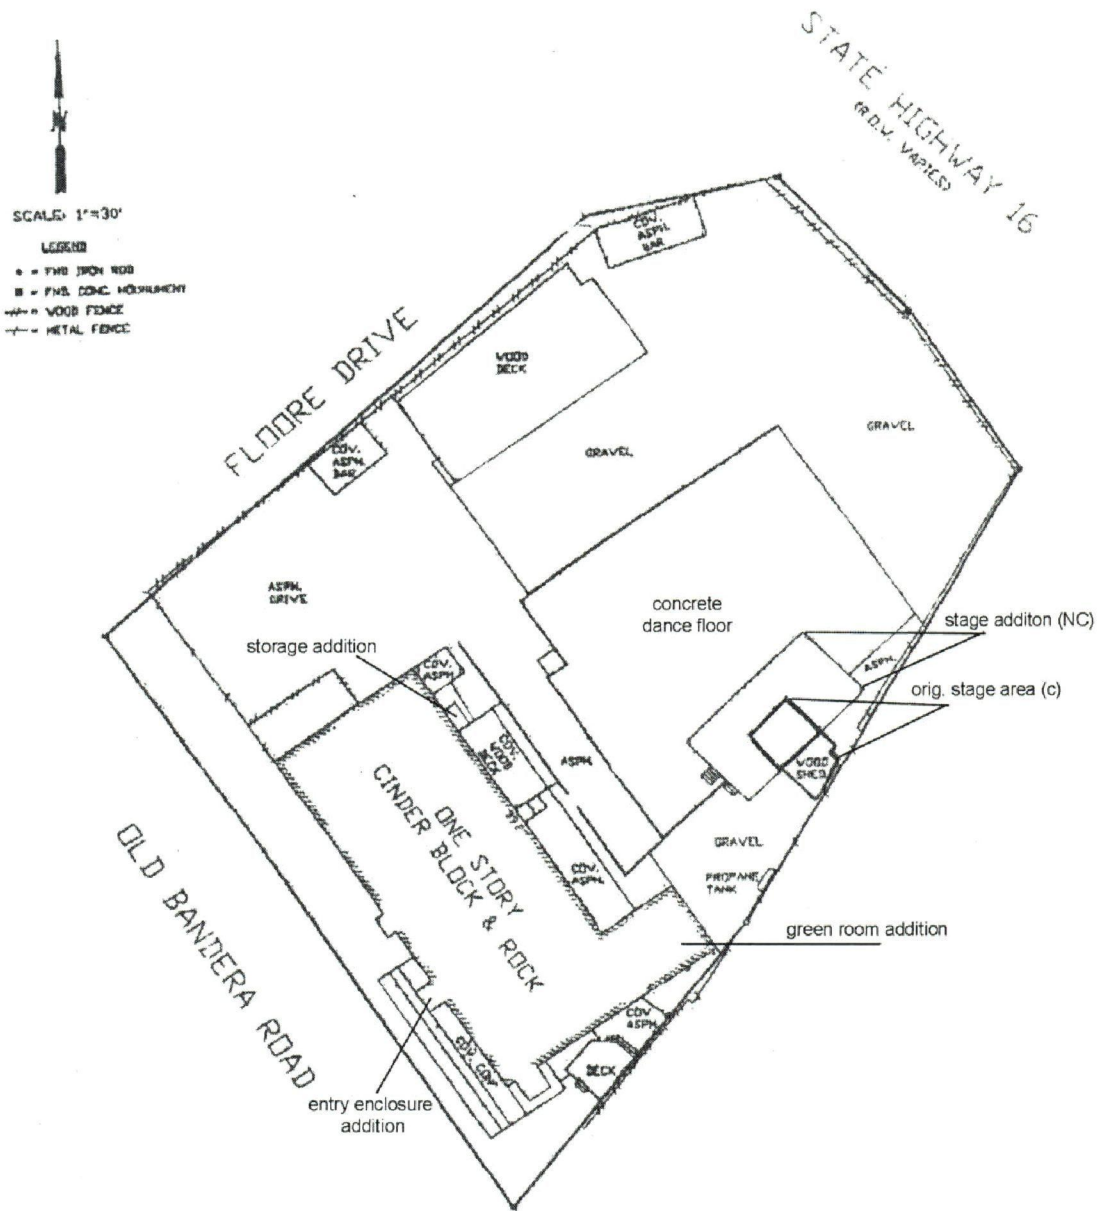 STATE HIGHWAY 16
(R.O.W. VARIES)
N
SCALE: 1"=30'
LEGEND
= FND IRON ROD
= FND. CONC. MONUMENT
= WOOD FENCE
= METAL FENCE
FLOORE DRIVE
COV.
ASPH.
BAR
WOOD
DECK
GRAVEL
GRAVEL
COV.
ASPH.
BAR
ASPH.
DRIVE
concrete
dance floor
stage additon (NC)
storage addition
COV.
ASPH
ASPH.
orig. stage area (c)
COV.
WOOD
DECK
ASPH.
WOOD
SHED
ONE STORY
CINDER BLOCK & ROCK
GRAVEL
COV.
ASPH.
PROPANE
TANK
OLD BANDERA ROAD
green room addition
COV
ASPH.
COV. CONC
DECK
entry enclosure
addition